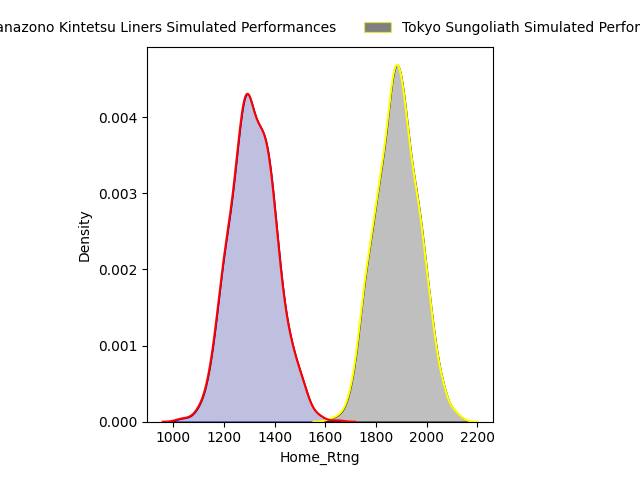 anazono Kintetsu Liners Simulated Performances Tokyo Sungoliath Simulated Perfor
0.004
0.003
0.002
0.001
0.000
Density
1000 1200 1400 1600 1800 2000 2200
Home_Rtng